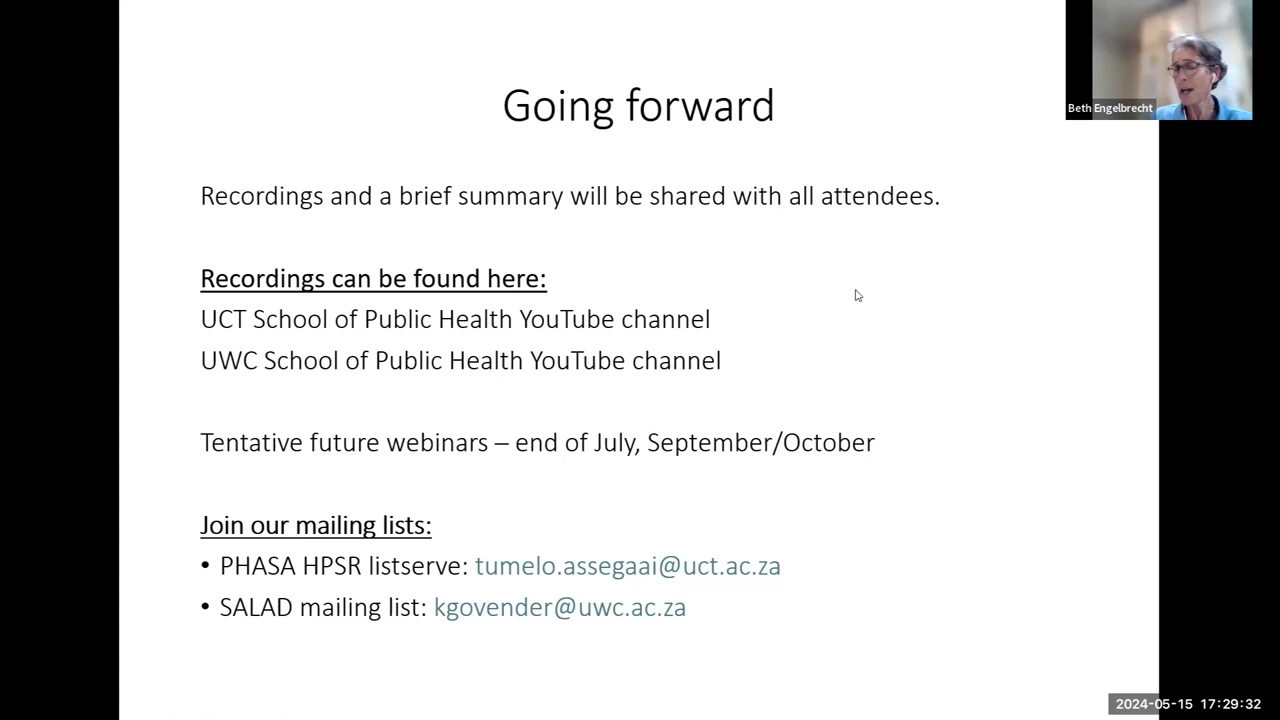 Going forward
Beth Engelbrecht
Recordings and a brief summary will be shared with all attendees.
Recordings can be found here:
UCT School of Public Health YouTube channel
UWC School of Public Health YouTube channel
Tentative future webinars – end of July, September/October
Join our mailing lists:
• PHASA HPSR listserve: tumelo.assegaai@uct.ac.za
• SALAD mailing list: kgovender@uwc.ac.za
2024-05-15 17:29:32